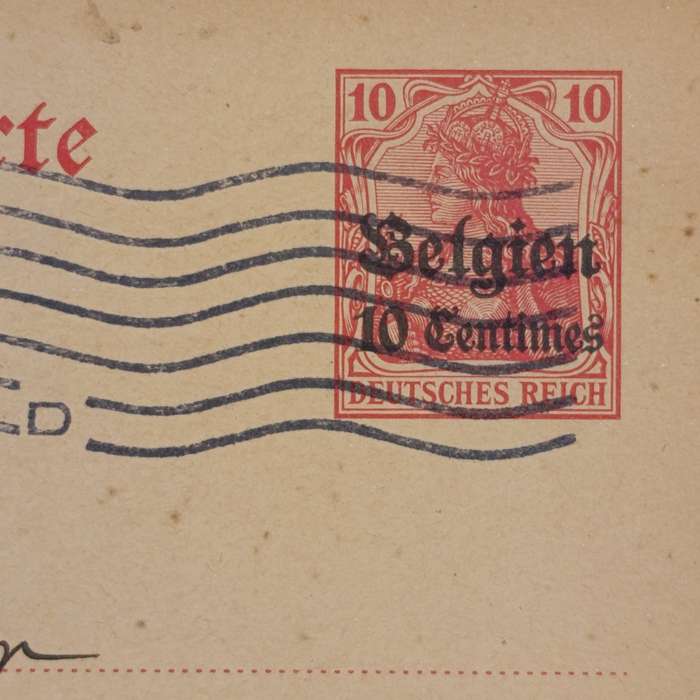 10 10
rte
Belgien
10 Centimes
DEUTSCHES REICH
ED